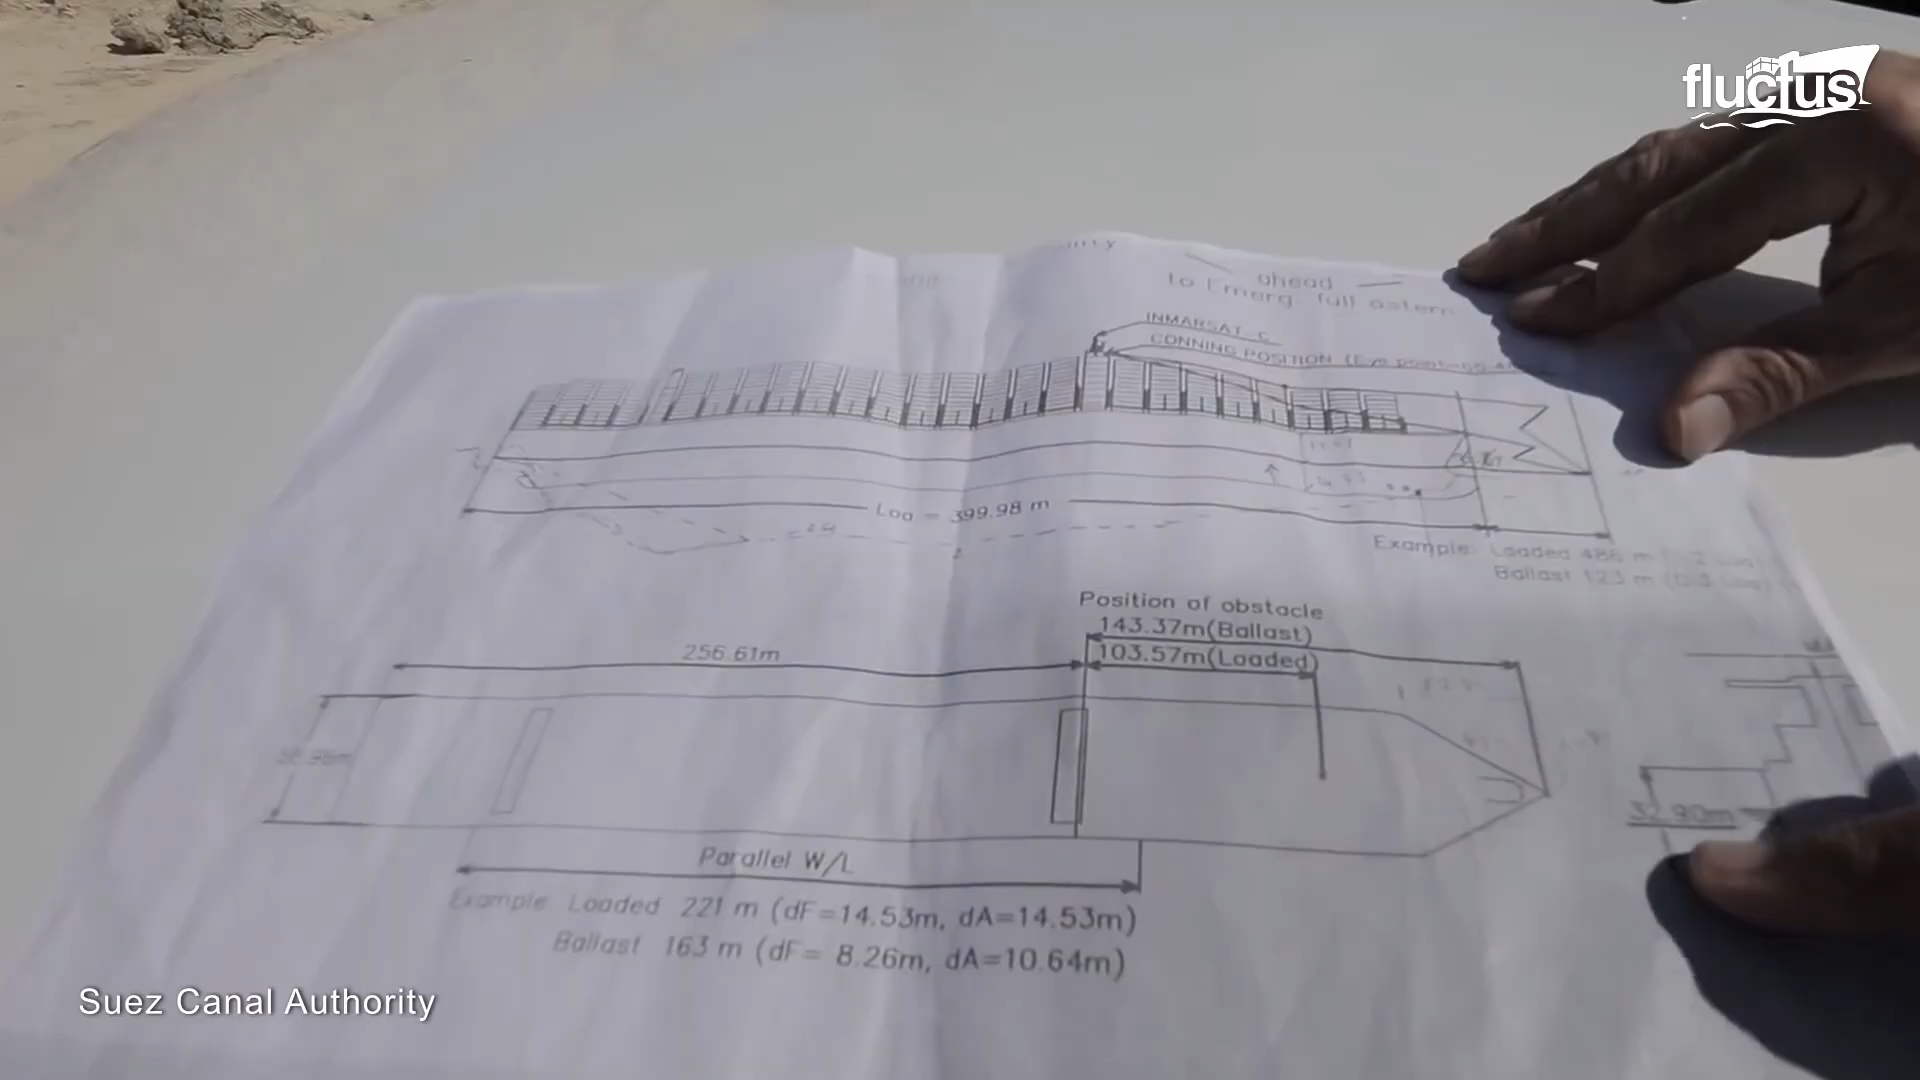 fluctus
ahead
to Emerg. full astern
INMARSAT C
CONNING POSITION
Loa = 399.98 m
Example: Loaded 486 m
Ballast 123 m
Position of obstacle
143.37m(Ballast)
256.61m
103.57m(Loaded)
32.90m
Parallel W/L
Example Loaded 221 m (dF=14.53m, dA=14.53m)
Ballast 163 m (dF= 8.26m, dA=10.64m)
Suez Canal Authority